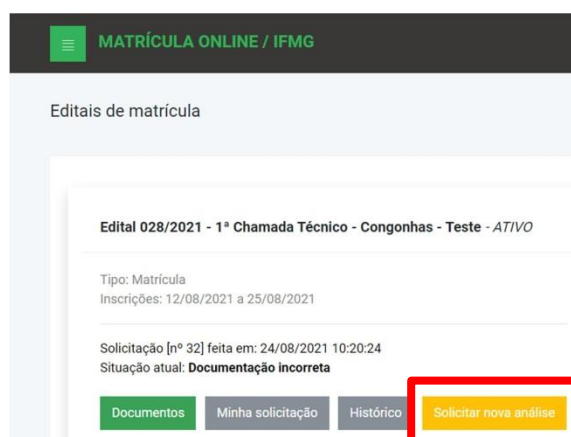 MATRÍCULA ONLINE / IFMG
Editais de matrícula
Edital 028/2021 - 1ª Chamada Técnico - Congonhas - Teste - ATIVO
Tipo: Matrícula
Inscrições: 12/08/2021 a 25/08/2021
Solicitação [nº 32] feita em: 24/08/2021 10:20:24
Situação atual: Documentação incorreta
Documentos Minha solicitação Histórico Solicitar nova análise